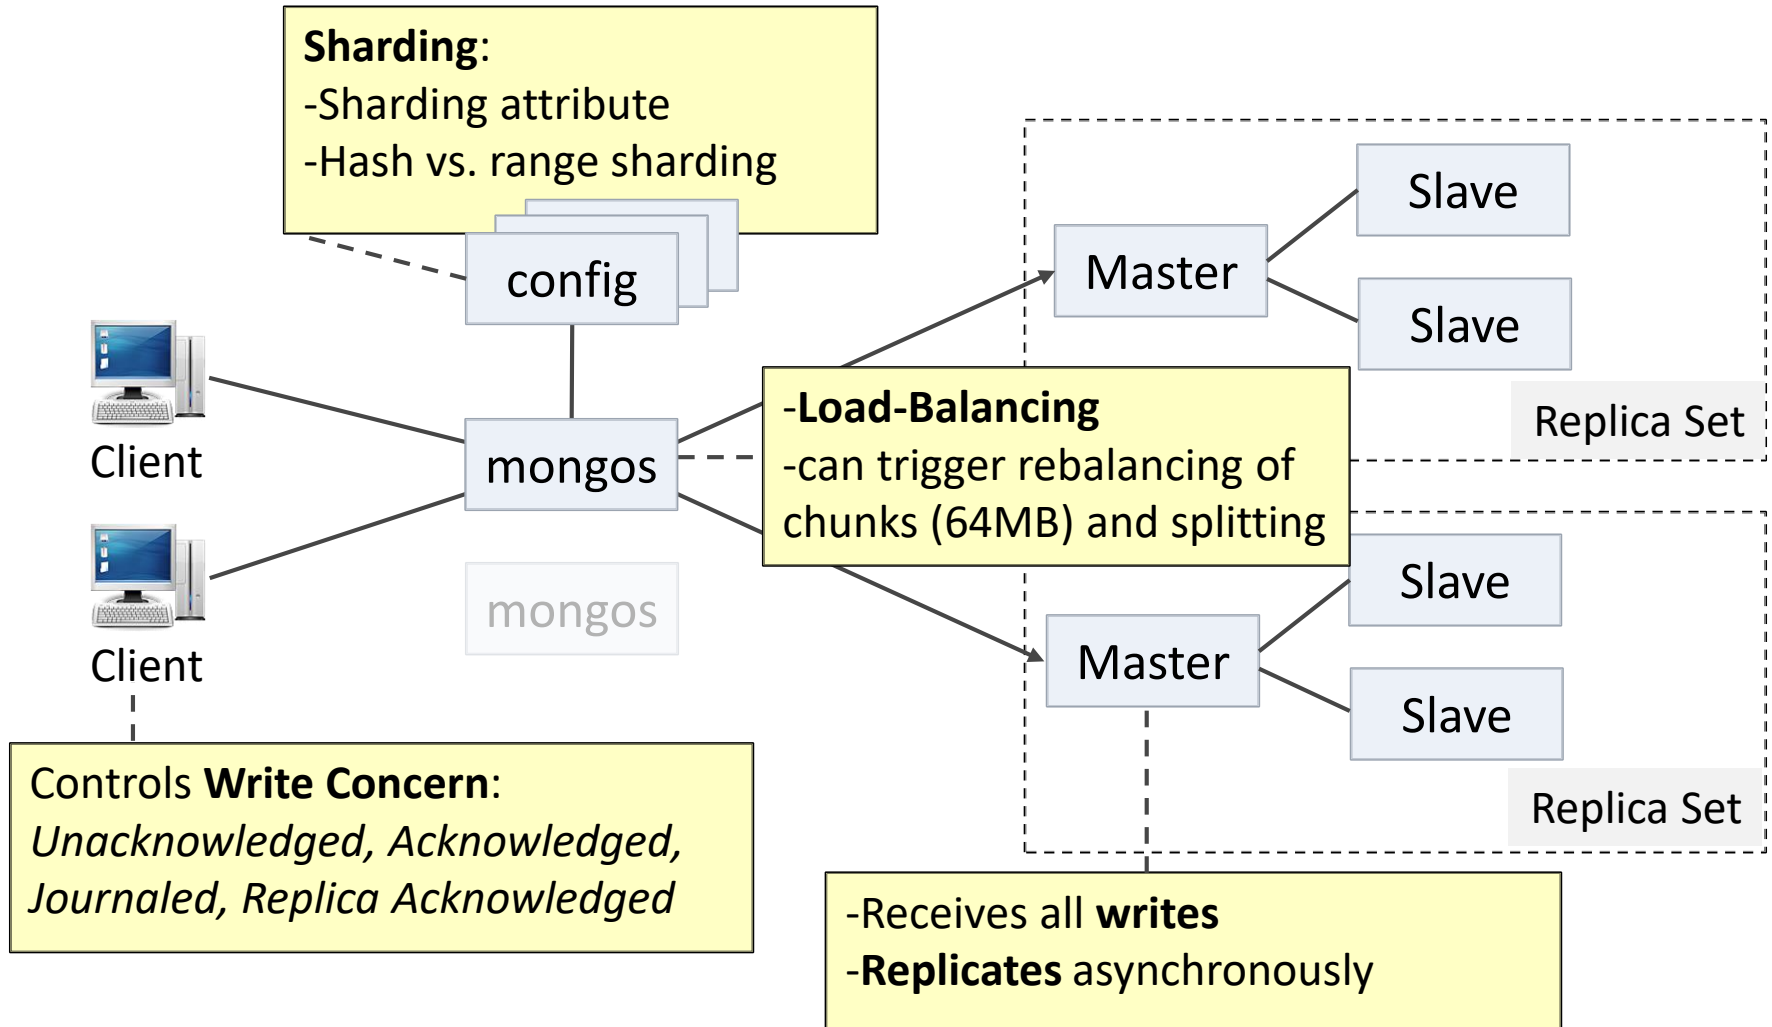 Sharding:
-Sharding attribute
-Hash vs. range sharding
config
Client
Client
mongos
mongos
-Load-Balancing
-can trigger rebalancing of
chunks (64MB) and splitting
Master
Slave
Slave
Replica Set
Master
Slave
Slave
Replica Set
Controls Write Concern:
Unacknowledged, Acknowledged,
Journaled, Replica Acknowledged
-Receives all writes
-Replicates asynchronously